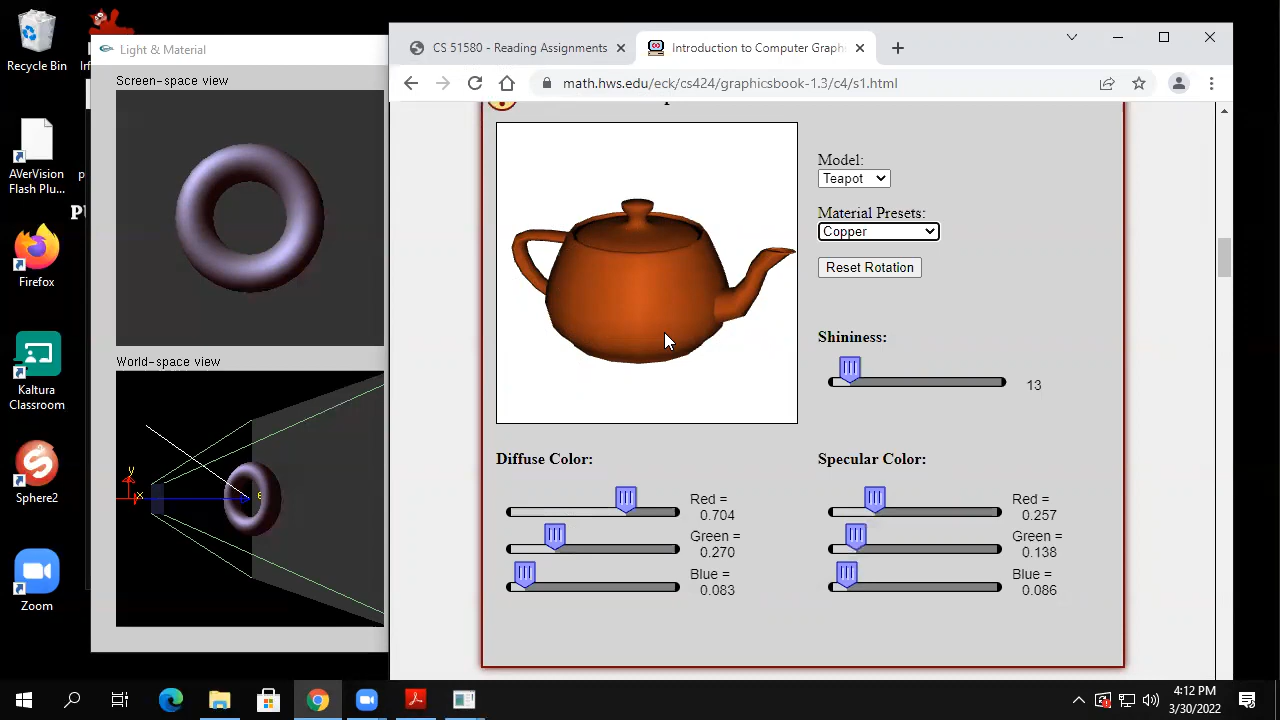 Recycle Bin
AVerVision
Flash Plu...
Firefox
Kaltura
Classroom
Sphere2
Zoom
Light & Material
Screen-space view
World-space view
y
x
CS 51580 - Reading Assignments
Introduction to Computer Graph
math.hws.edu/eck/cs424/graphicsbook-1.3/c4/s1.html
Model:
Teapot
Material Presets:
Copper
Reset Rotation
Shininess:
13
Diffuse Color:
Red =
0.704
Green =
0.270
Blue =
0.083
Specular Color:
Red =
0.257
Green =
0.138
Blue =
0.086
4:12 PM
3/30/2022